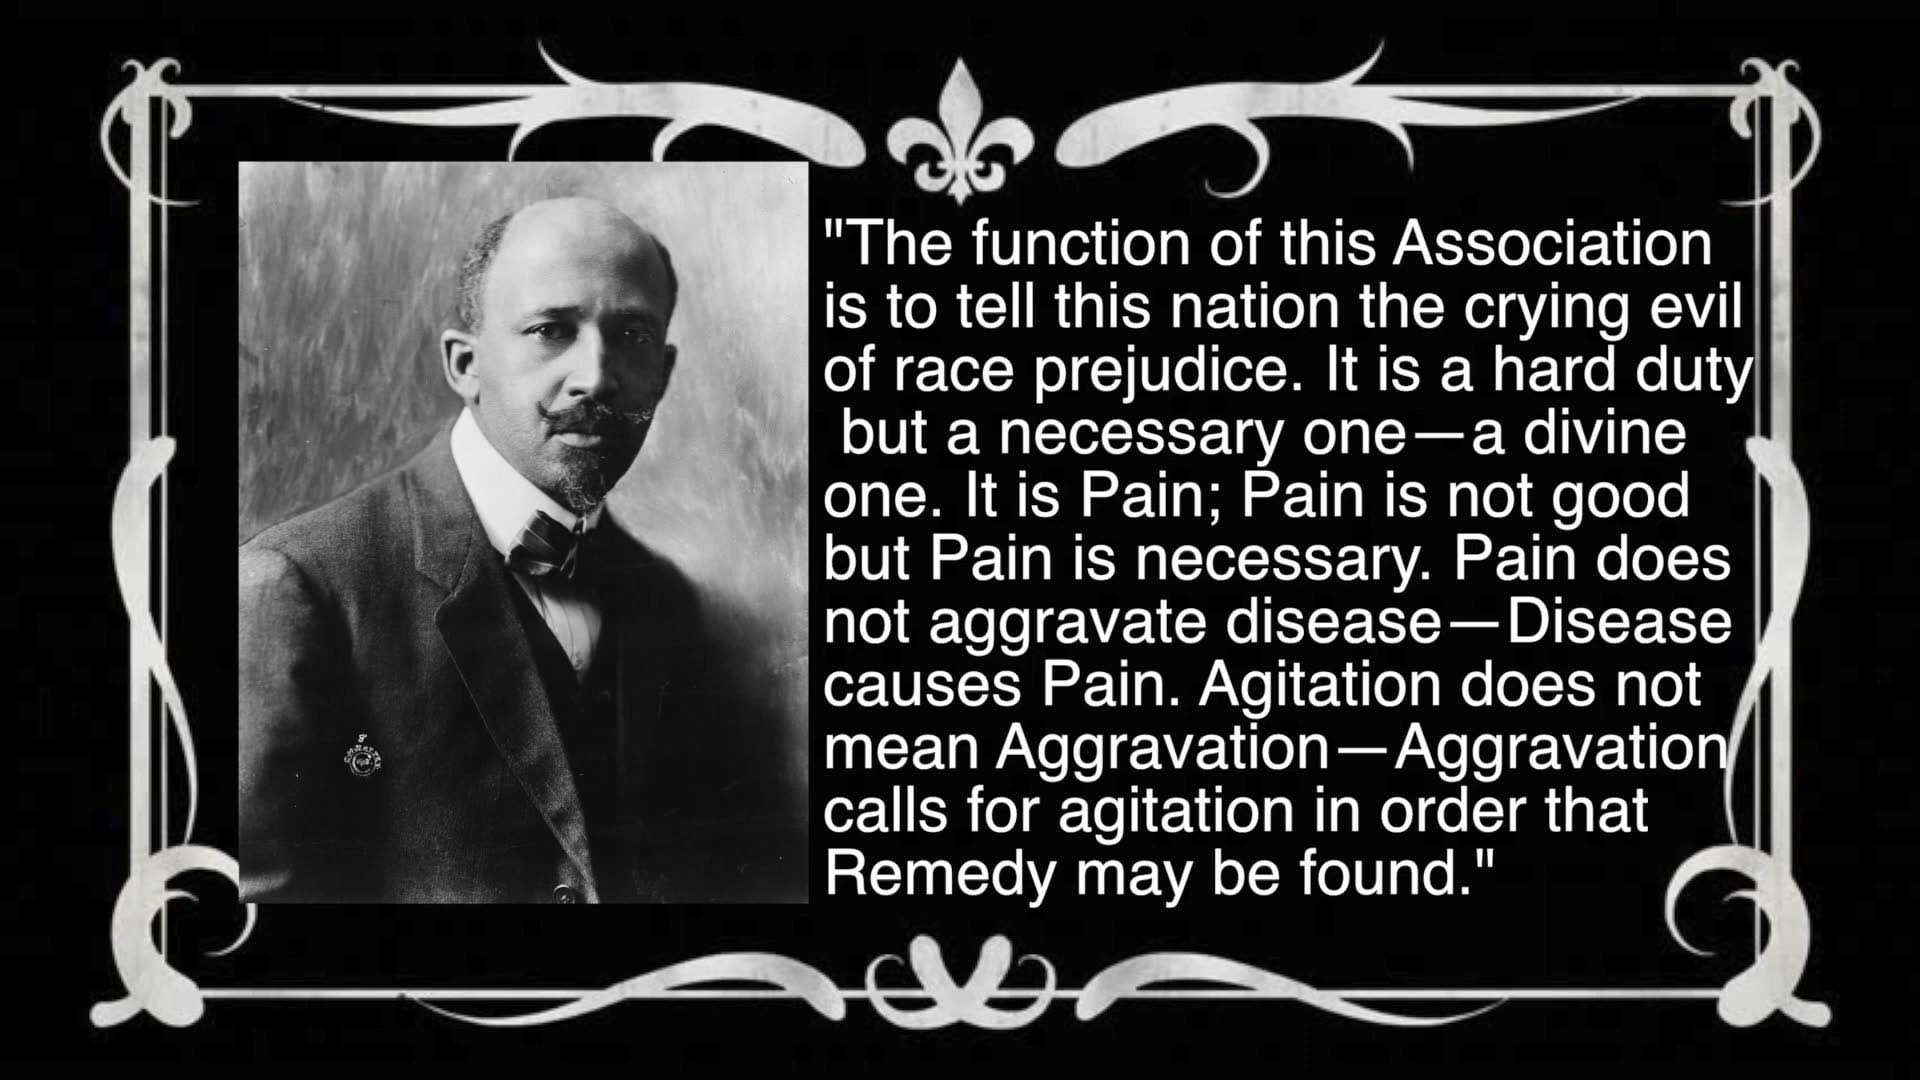 "The function of this Association
is to tell this nation the crying evil
of race prejudice. It is a hard duty
but a necessary one—a divine
one. It is Pain; Pain is not good
but Pain is necessary. Pain does
not aggravate disease—Disease
causes Pain. Agitation does not
mean Aggravation—Aggravation
calls for agitation in order that
Remedy may be found."